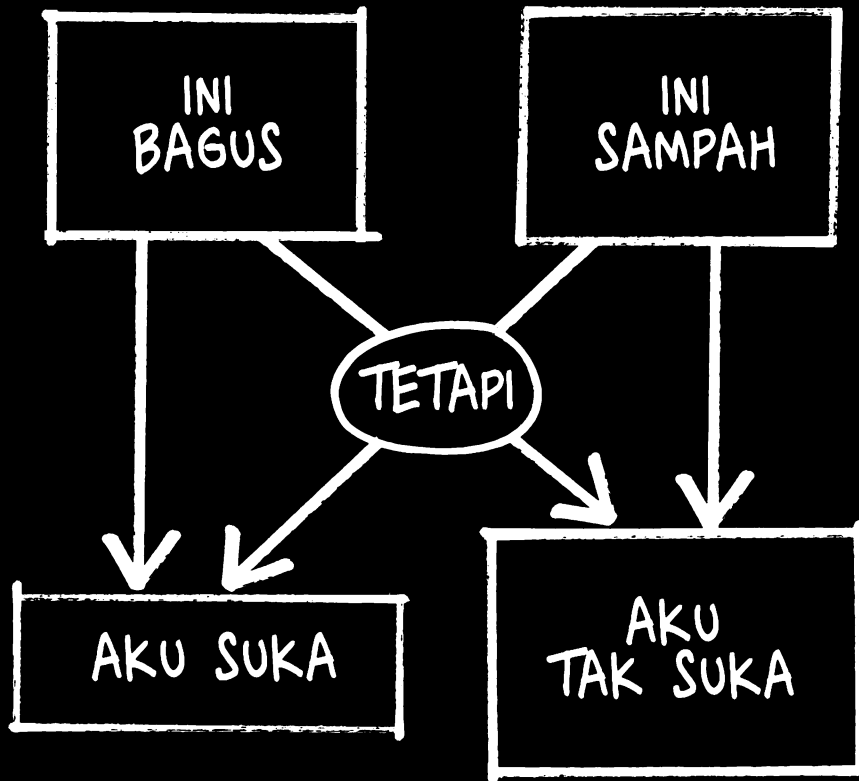 INI
BAGUS
INI
SAMPAH
TETAPI
AKU SUKA
AKU
TAK SUKA